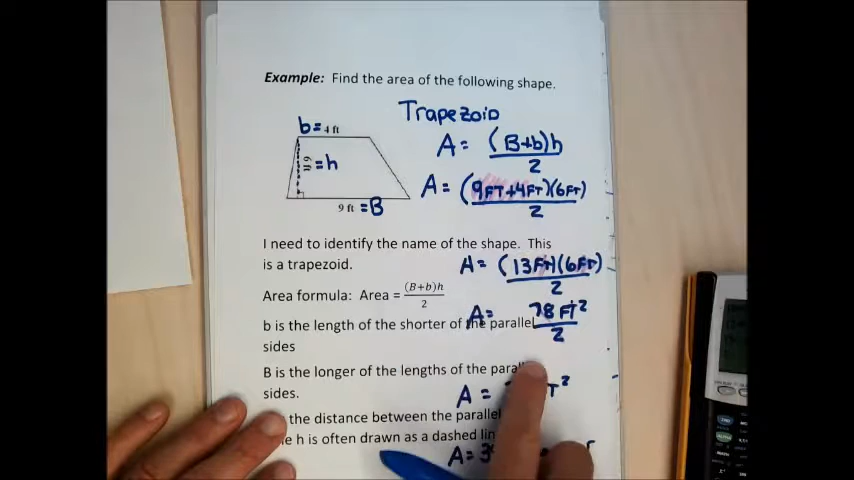 Example: Find the area of the following shape.
Trapezoid
b = 4 ft
A = (B+b)h
2
6 ft = h
A = (9FT+4FT)(6FT)
2
9 ft = B
I need to identify the name of the shape. This
is a trapezoid.
A = (13FT)(6FT)
2
Area formula: Area = (B+b)h
2
A = 78 FT²
2
b is the length of the shorter of the parallel
sides
B is the longer of the lengths of the
sides.
A = T²
the distance between the parallel
h is often drawn as a dashed
A = 3